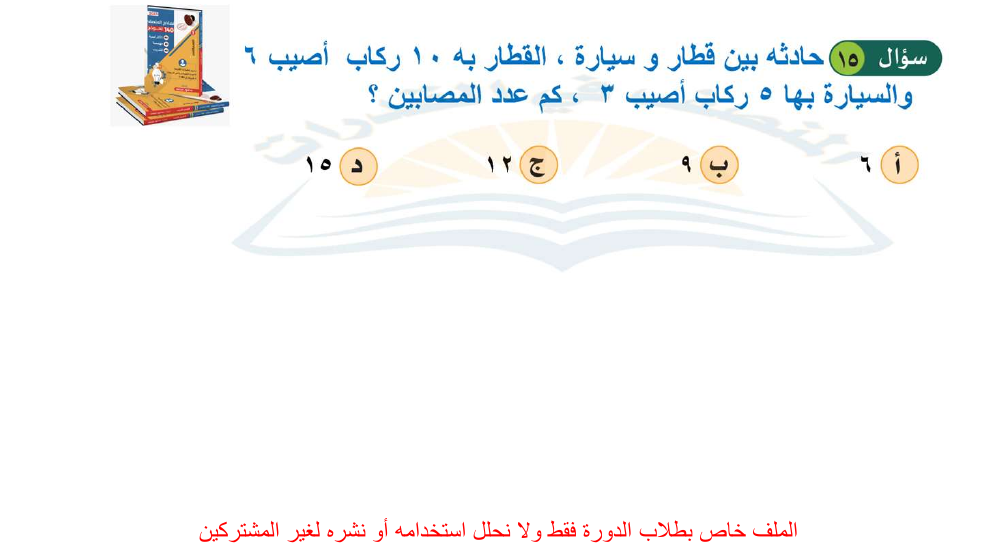 سؤال ١٥ حادثه بين قطار و سيارة ، القطار به ١٠ ركاب أصيب ٦
والسيارة بها ٥ ركاب أصيب ٣ ، كم عدد المصابين ؟
أ ٦ ب ٩ ج ١٢ د ١٥
الملف خاص بطلاب الدورة فقط ولا نحلل استخدامه أو نشره لغير المشتركين